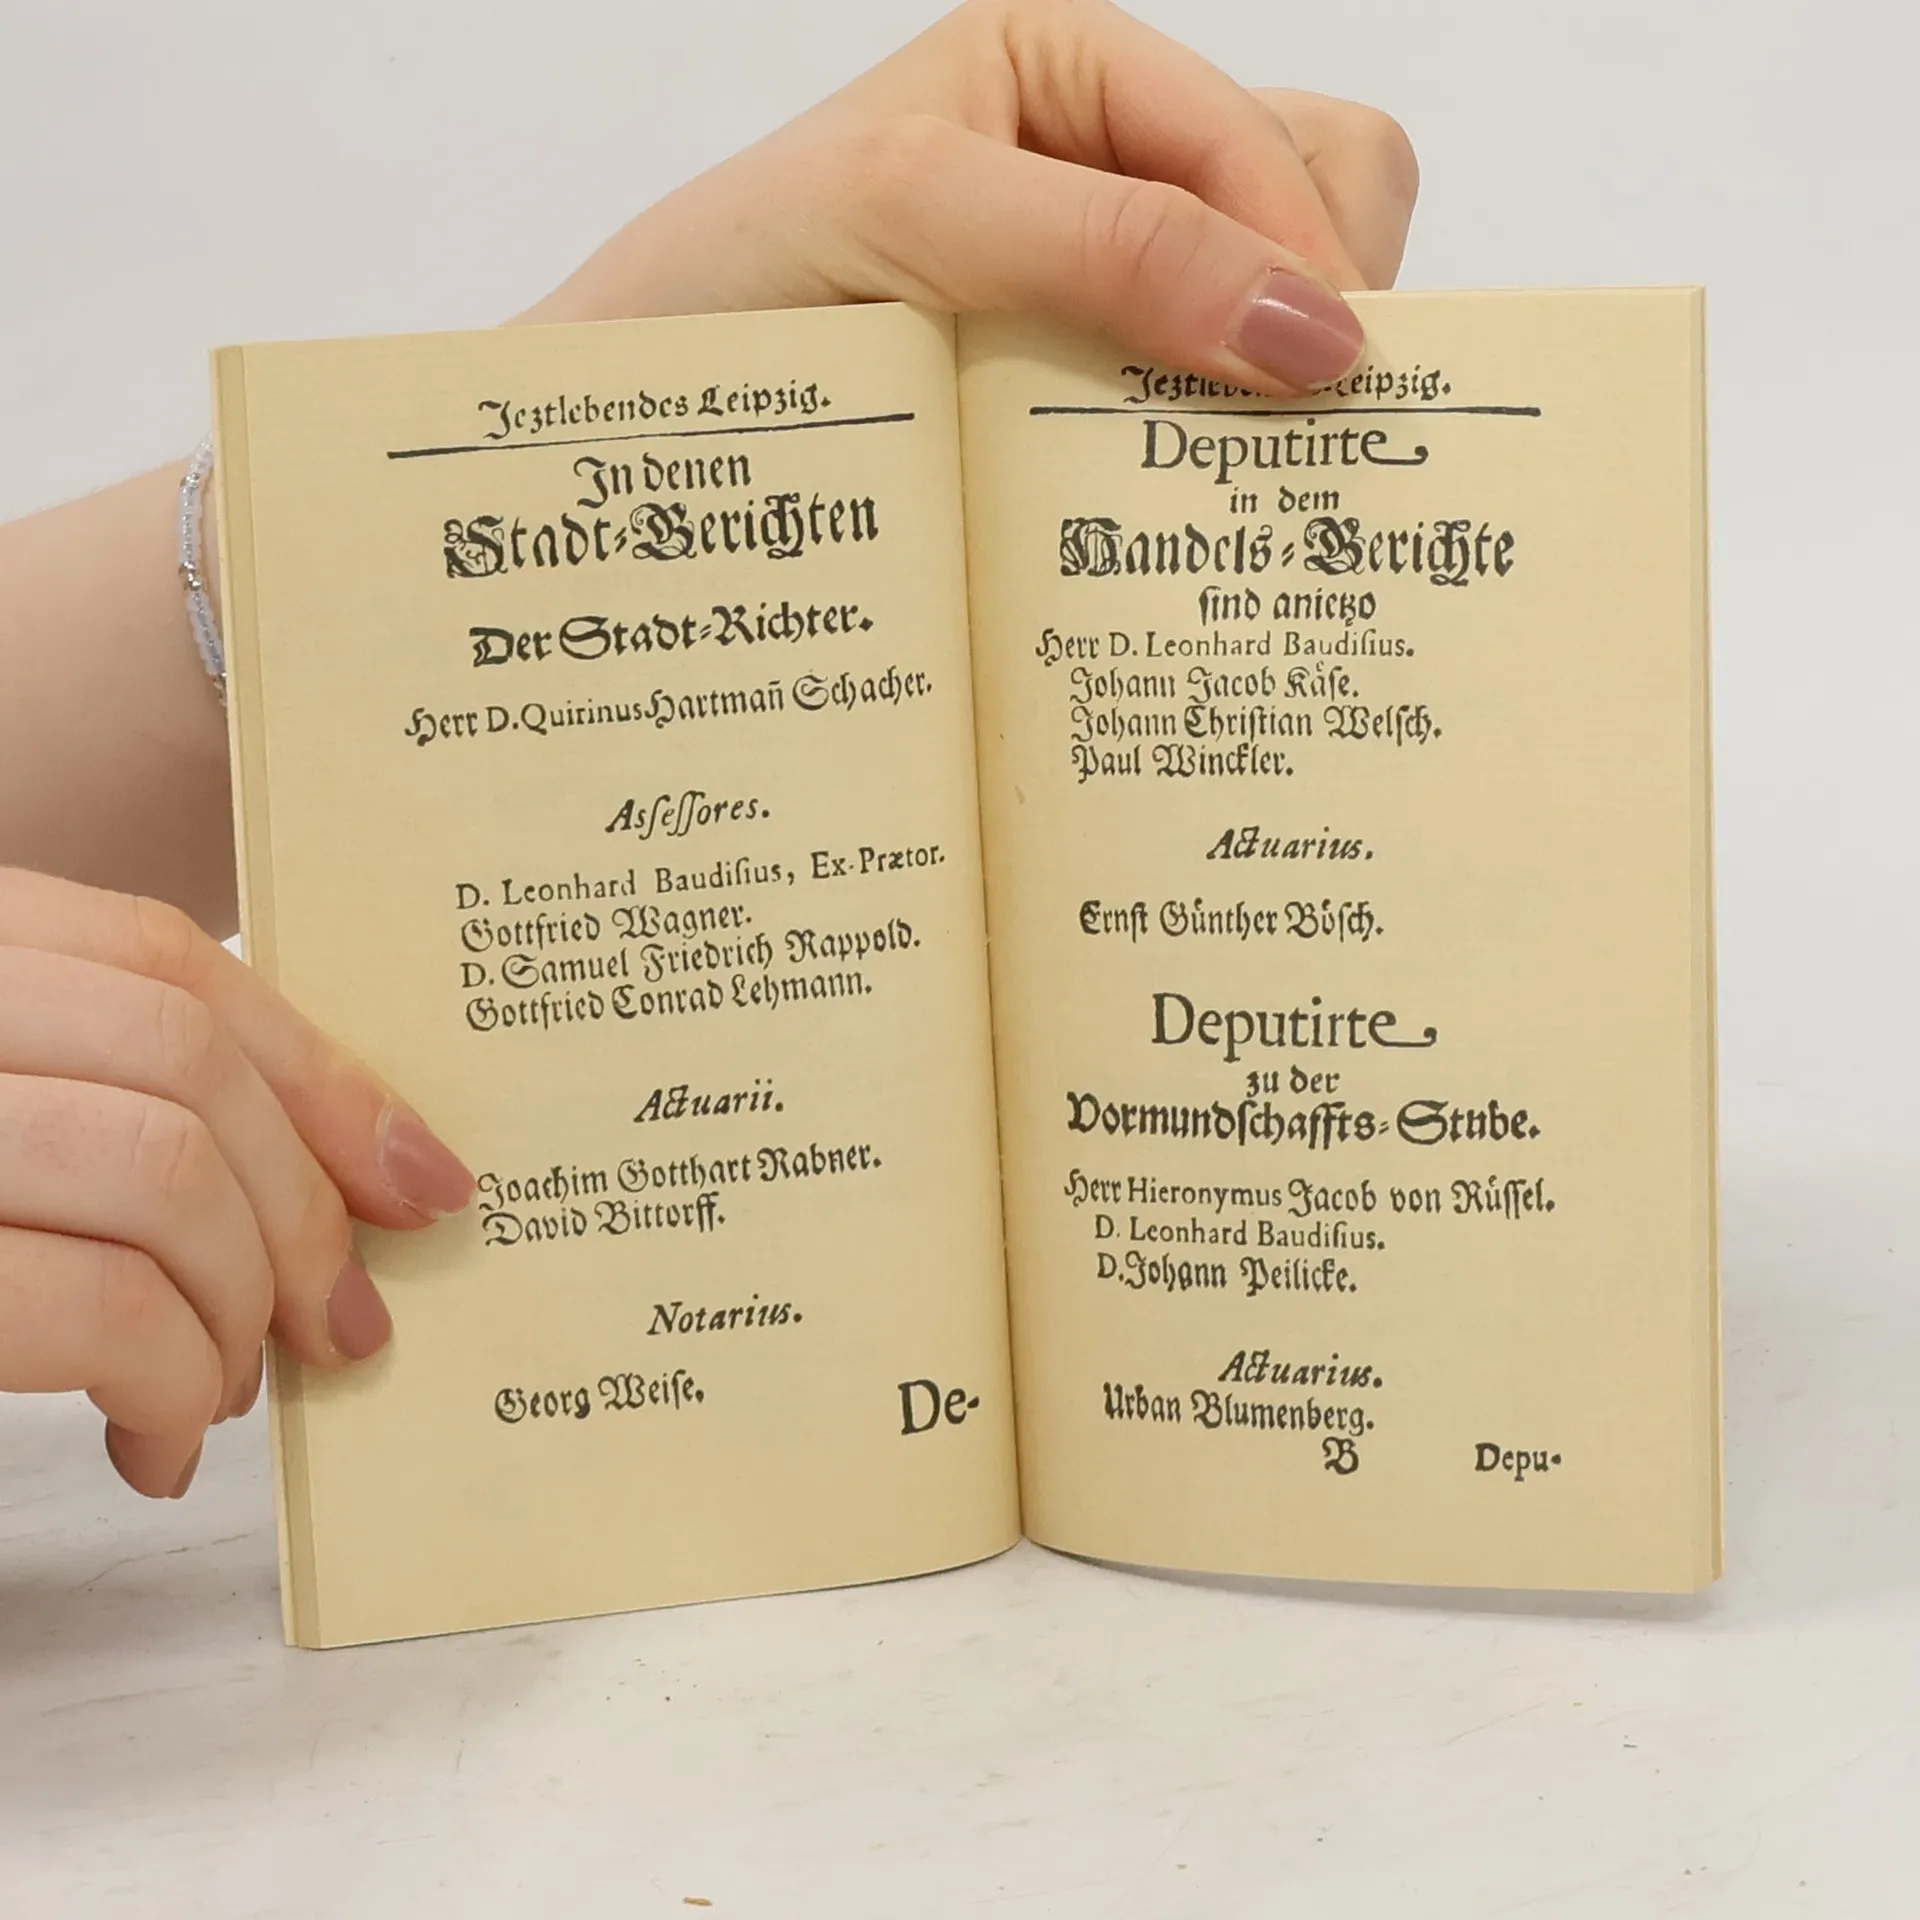 Jeztlebendes Leipzig.
In denen
Stadt-Gerichten
Der Stadt-Richter.
Herr D. Quirinus Hartmañ Schacher.
Asſeſſores.
D. Leonhard Baudiſius, Ex-Prætor.
Gottfried Wagner.
D. Samuel Friedrich Rappold.
Gottfried Conrad Lehmann.
Actuarii.
Joachim Gotthart Rabner.
David Bittorff.
Notarius.
Georg Weiſe.
De-
Leipzig.
Deputirte
in dem
Handels-Gerichte
ſind anietzo
Herr D. Leonhard Baudiſius.
Johann Jacob Käſe.
Johann Chriſtian Welſch.
Paul Winckler.
Actuarius.
Ernſt Günther Böſch.
Deputirte
zu der
Vormundſchaffts-Stube.
Herr Hieronymus Jacob von Rüſſel.
D. Leonhard Baudiſius.
D. Johann Peilicke.
Actuarius.
Urban Blumenberg.
B Depu-